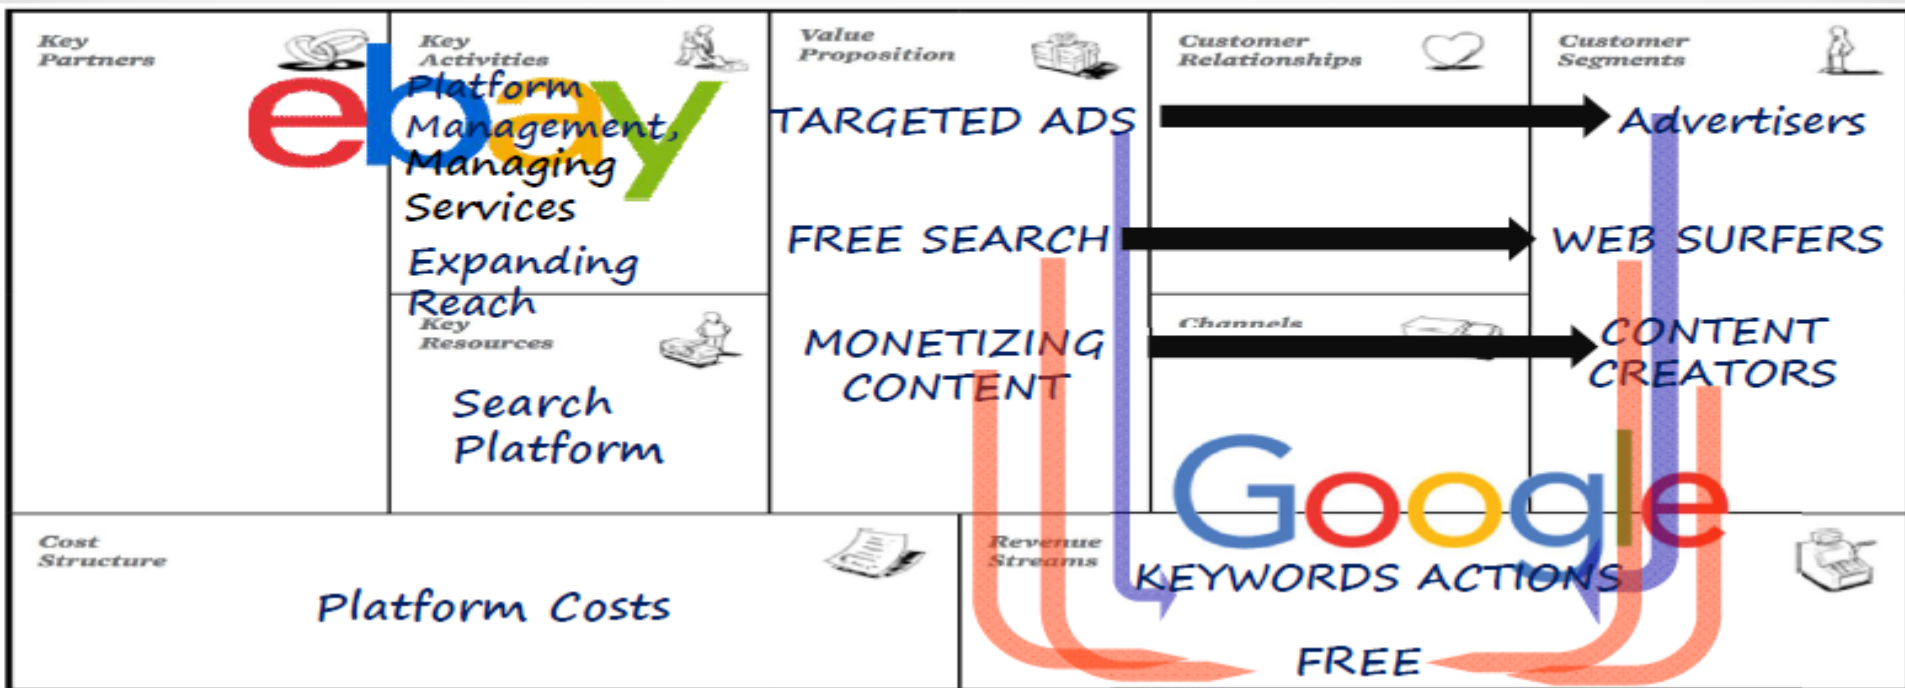 Key
Partners
ebay
Key
Activities
Platform
Management,
Managing
Services
Expanding
Reach
Key
Resources
Search
Platform
Value
Proposition
TARGETED ADS
FREE SEARCH
MONETIZING
CONTENT
Customer
Relationships
Channels
Customer
Segments
Advertisers
WEB SURFERS
CONTENT
CREATORS
Google
Cost
Structure
Platform Costs
Revenue
Streams
KEYWORDS ACTIONS
FREE